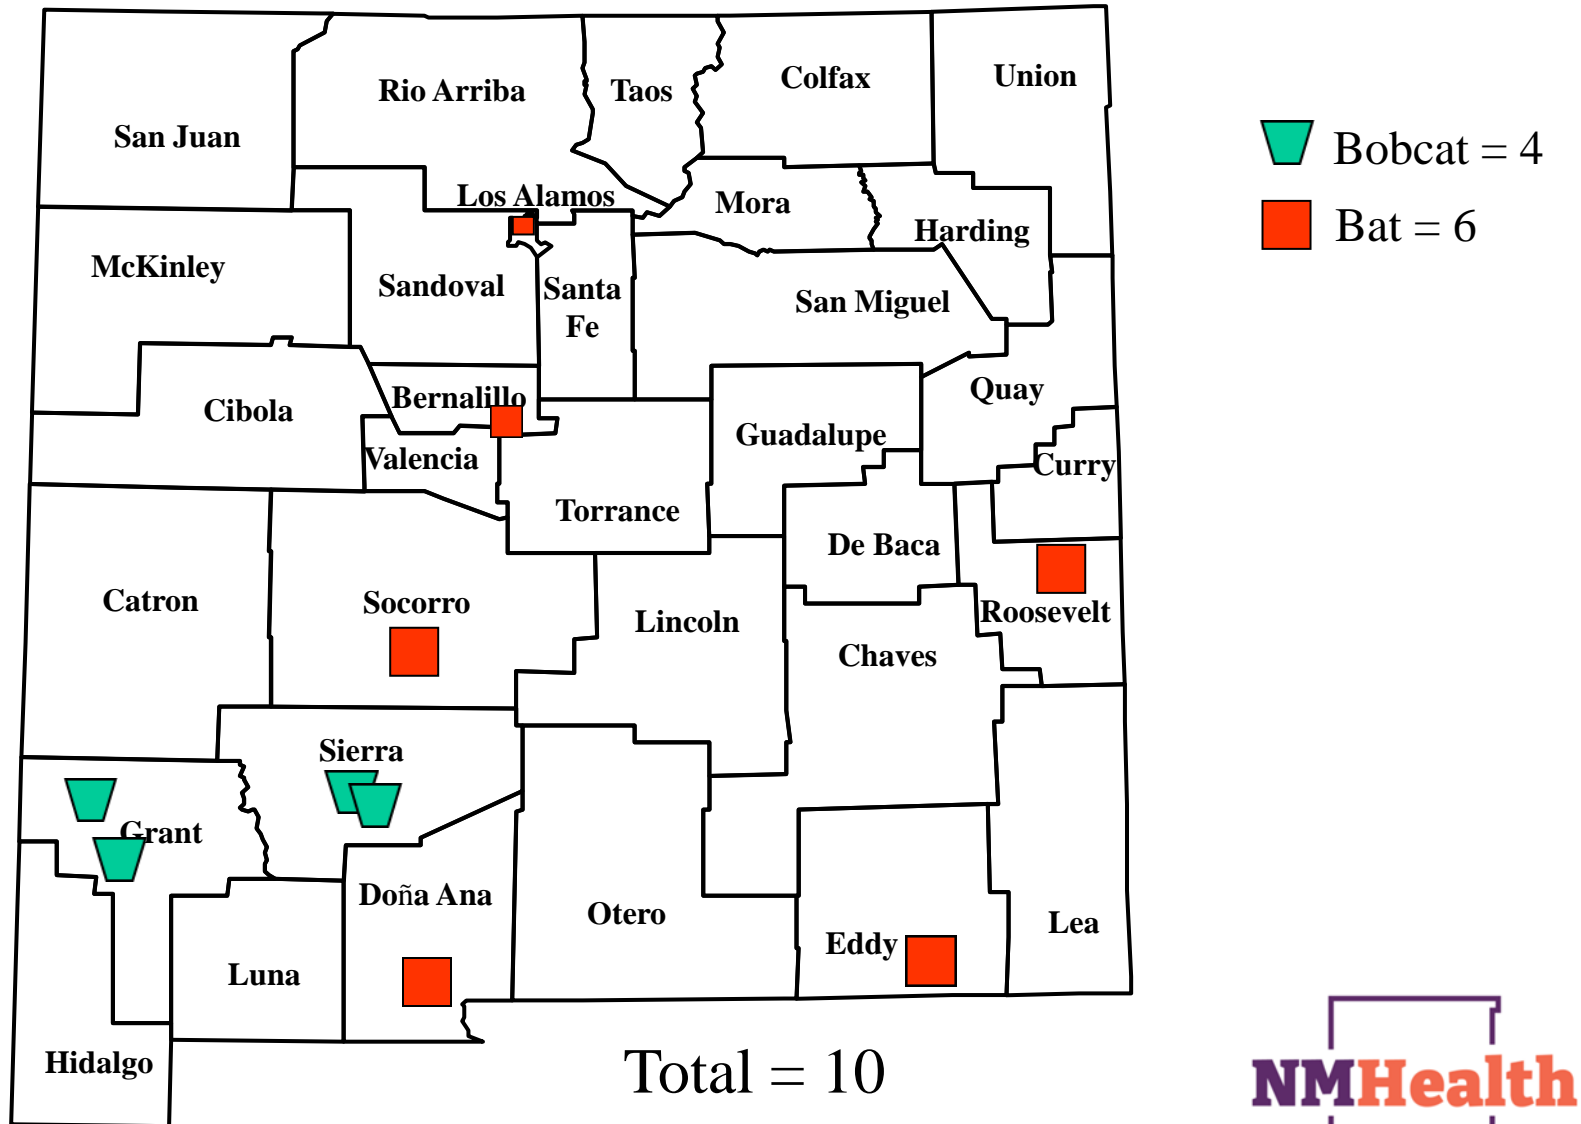 San Juan
Rio Arriba
Taos
Colfax
Union
Bobcat = 4
Bat = 6
Los Alamos
Mora
Harding
McKinley
Sandoval
Santa
Fe
San Miguel
Cibola
Bernalillo
Valencia
Torrance
Guadalupe
Quay
Curry
De Baca
Roosevelt
Catron
Socorro
Lincoln
Chaves
Sierra
Grant
Doña Ana
Otero
Eddy
Lea
Luna
Hidalgo
Total = 10
NMHealth